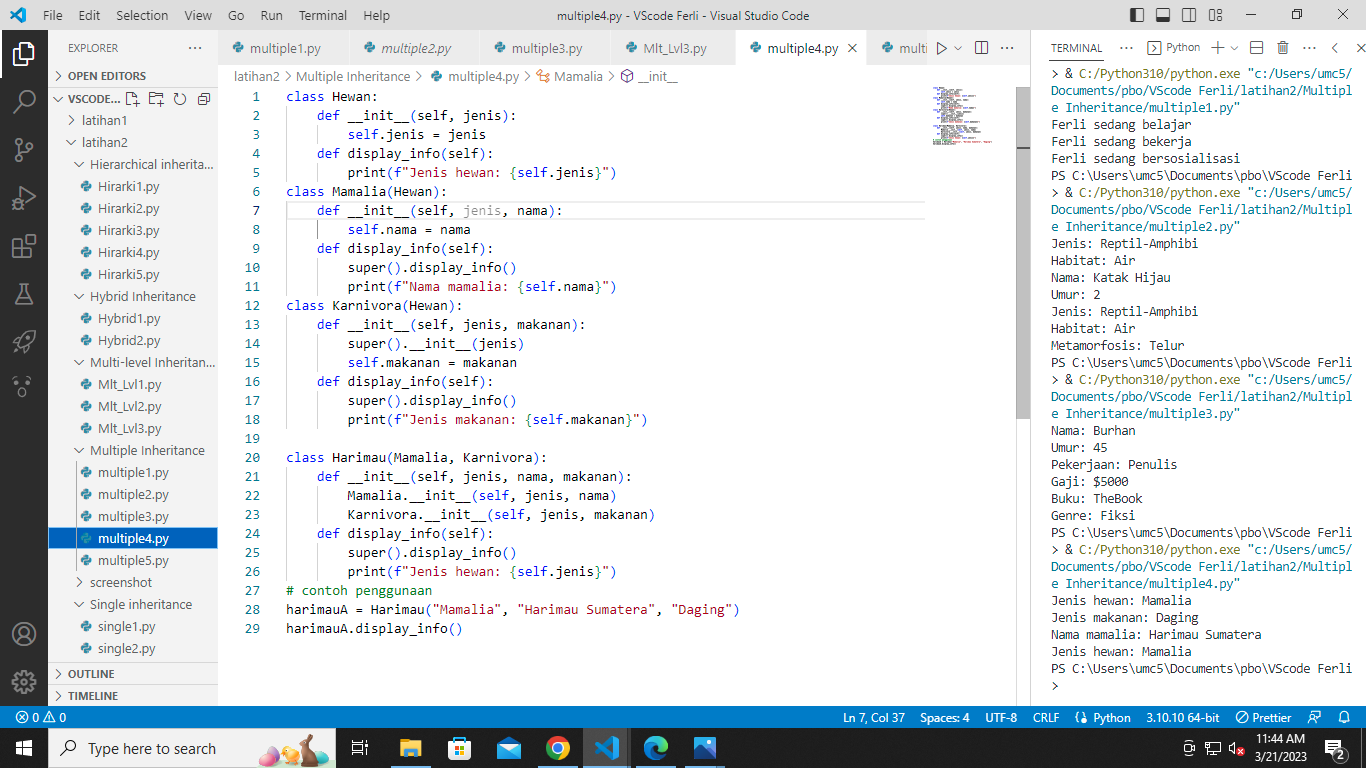 File Edit Selection View Go Run Terminal Help
multiple4.py - VScode Ferli - Visual Studio Code
EXPLORER
OPEN EDITORS
VSCODE...
latihan1
latihan2
Hierarchical inherita...
Hirarki1.py
Hirarki2.py
Hirarki3.py
Hirarki4.py
Hirarki5.py
Hybrid Inheritance
Hybrid1.py
Hybrid2.py
Multi-level Inheritan...
Mlt_Lvl1.py
Mlt_Lvl2.py
Mlt_Lvl3.py
Multiple Inheritance
multiple1.py
multiple2.py
multiple3.py
multiple4.py
multiple5.py
screenshot
Single inheritance
single1.py
single2.py
OUTLINE
TIMELINE
multiple1.py multiple2.py multiple3.py Mlt_Lvl3.py multiple4.py multi
latihan2 > Multiple Inheritance > multiple4.py > Mamalia > __init__
1 class Hewan:
2 def __init__(self, jenis):
3 self.jenis = jenis
4 def display_info(self):
5 print(f"Jenis hewan: {self.jenis}")
6 class Mamalia(Hewan):
7 def __init__(self, jenis, nama):
8 self.nama = nama
9 def display_info(self):
10 super().display_info()
11 print(f"Nama mamalia: {self.nama}")
12 class Karnivora(Hewan):
13 def __init__(self, jenis, makanan):
14 super().__init__(jenis)
15 self.makanan = makanan
16 def display_info(self):
17 super().display_info()
18 print(f"Jenis makanan: {self.makanan}")
19
20 class Harimau(Mamalia, Karnivora):
21 def __init__(self, jenis, nama, makanan):
22 Mamalia.__init__(self, jenis, nama)
23 Karnivora.__init__(self, jenis, makanan)
24 def display_info(self):
25 super().display_info()
26 print(f"Jenis hewan: {self.jenis}")
27 # contoh penggunaan
28 harimauA = Harimau("Mamalia", "Harimau Sumatera", "Daging")
29 harimauA.display_info()
TERMINAL
Python
> & C:/Python310/python.exe "c:/Users/umc5/
Documents/pbo/VScode Ferli/latihan2/Multipl
e Inheritance/multiple1.py"
Ferli sedang belajar
Ferli sedang bekerja
Ferli sedang bersosialisasi
PS C:\Users\umc5\Documents\pbo\VScode Ferli
> & C:/Python310/python.exe "c:/Users/umc5/
Documents/pbo/VScode Ferli/latihan2/Multipl
e Inheritance/multiple2.py"
Jenis: Reptil-Amphibi
Habitat: Air
Nama: Katak Hijau
Umur: 2
Jenis: Reptil-Amphibi
Habitat: Air
Metamorfosis: Telur
PS C:\Users\umc5\Documents\pbo\VScode Ferli
> & C:/Python310/python.exe "c:/Users/umc5/
Documents/pbo/VScode Ferli/latihan2/Multipl
e Inheritance/multiple3.py"
Nama: Burhan
Umur: 45
Pekerjaan: Penulis
Gaji: $5000
Buku: TheBook
Genre: Fiksi
PS C:\Users\umc5\Documents\pbo\VScode Ferli
> & C:/Python310/python.exe "c:/Users/umc5/
Documents/pbo/VScode Ferli/latihan2/Multipl
e Inheritance/multiple4.py"
Jenis hewan: Mamalia
Jenis makanan: Daging
Nama mamalia: Harimau Sumatera
Jenis hewan: Mamalia
PS C:\Users\umc5\Documents\pbo\VScode Ferli
>
0 0
Ln 7, Col 37 Spaces: 4 UTF-8 CRLF Python 3.10.10 64-bit Prettier
Type here to search
11:44 AM
3/21/2023
2